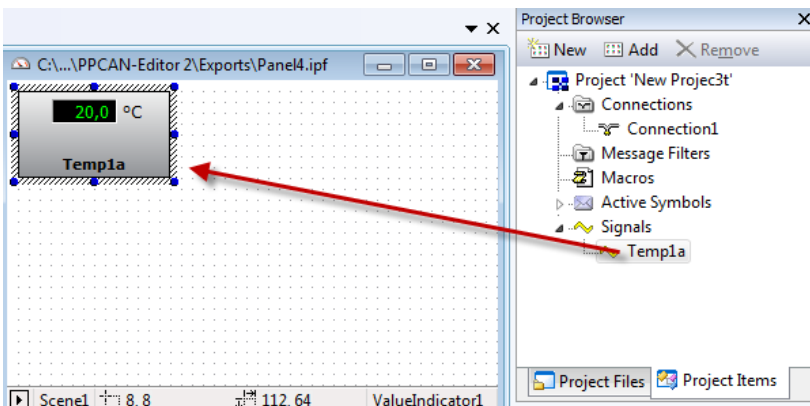 Project Browser
New Add Remove
C:\...\PPCAN-Editor 2\Exports\Panel4.ipf
20,0 °C
Temp1a
Project 'New Projec3t'
Connections
Connection1
Message Filters
Macros
Active Symbols
Signals
Temp1a
Project Files Project Items
Scene1 8, 8 112, 64 ValueIndicator1